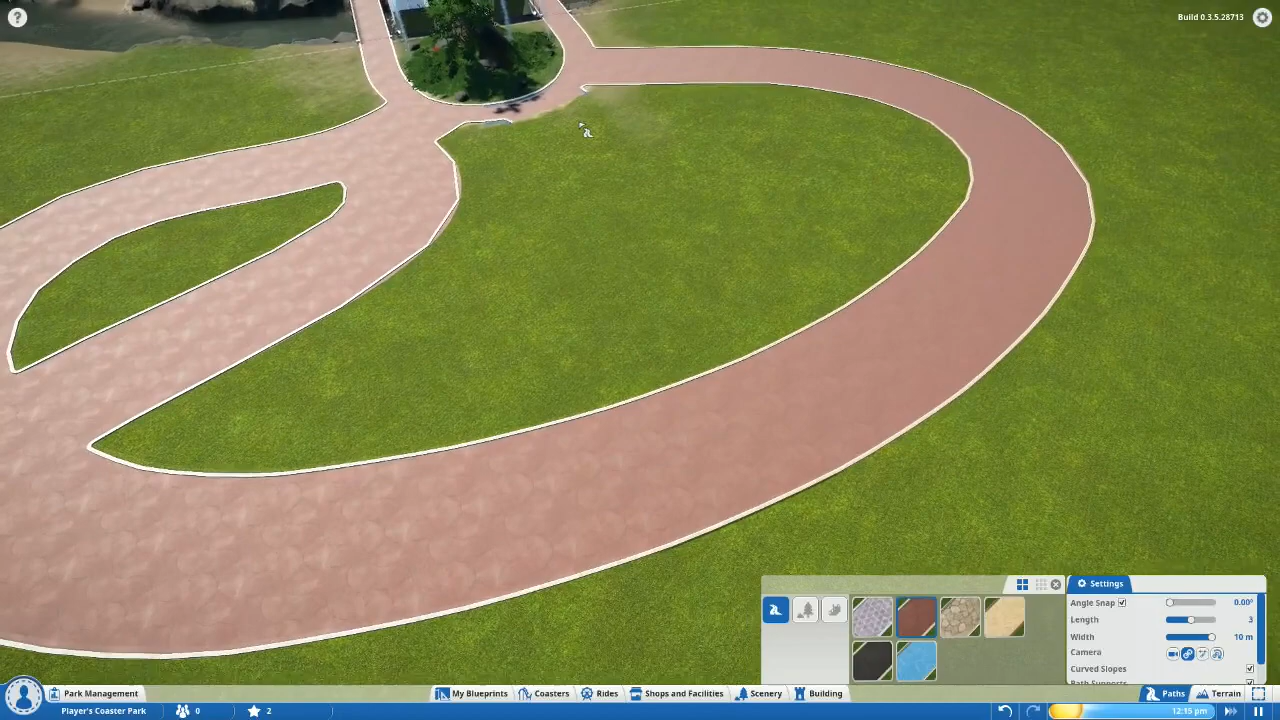 ?
Build 0.3.5.28713
Settings
Angle Snap 0.00°
Length 3
Width 10 m
Camera
Curved Slopes
Path Supports
Park Management
My Blueprints
Coasters
Rides
Shops and Facilities
Scenery
Building
Paths
Terrain
Player's Coaster Park
0
2
12:15 pm